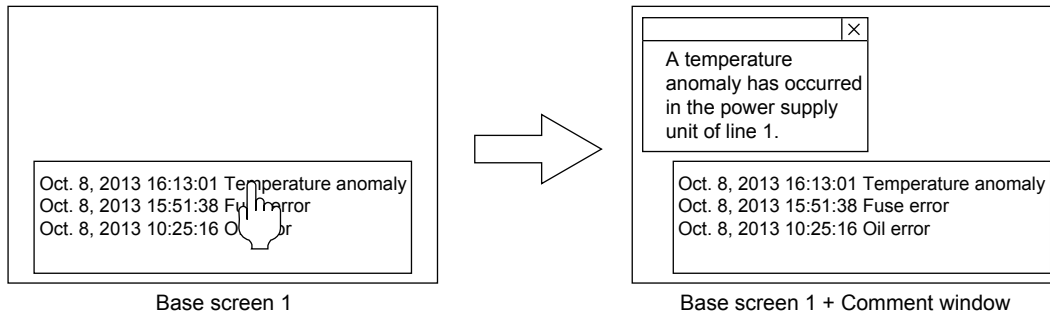 Oct. 8, 2013 16:13:01 Temperature anomaly
Oct. 8, 2013 15:51:38 error
Oct. 8, 2013 10:25:16
Base screen 1
A temperature
anomaly has occurred
in the power supply
unit of line 1.
Oct. 8, 2013 16:13:01 Temperature anomaly
Oct. 8, 2013 15:51:38 Fuse error
Oct. 8, 2013 10:25:16 Oil error
Base screen 1 + Comment window